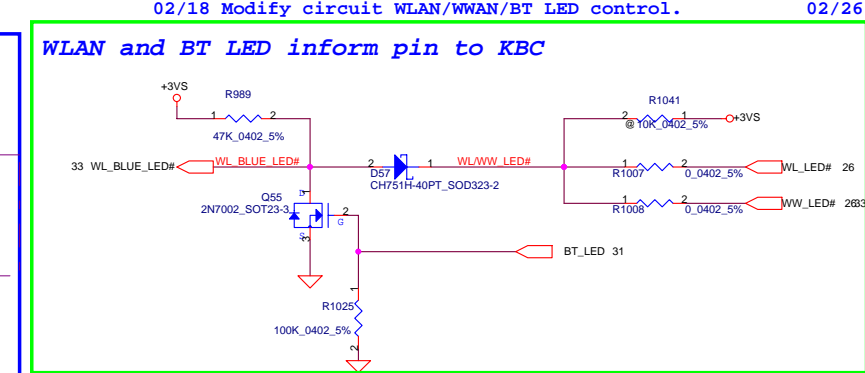 02/18 Modify circuit WLAN/WWAN/BT LED control. 02/26
WLAN and BT LED inform pin to KBC
+3VS
R989
1 2
47K_0402_5%
R1041
2 1
@ 10K_0402_5%
+3VS
33 WL_BLUE_LED#
WL_BLUE_LED#
2 1
D57
CH751H-40PT_SOD323-2
WL/WW_LED#
1 2
R1007 0_0402_5%
WL_LED# 26
1 2
R1008 0_0402_5%
WW_LED# 2633
Q55
2N7002_SOT23-3
D
1
2
G
S
3
BT_LED 31
1
R1025
100K_0402_5%
2